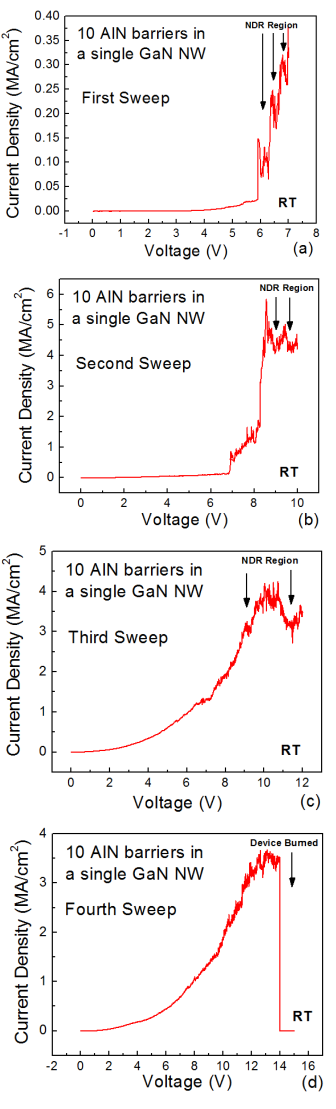 0.40
0.35
0.30
0.25
0.20
0.15
0.10
0.05
0.00
Current Density (MA/cm²)
10 AlN barriers in
a single GaN NW
First Sweep
NDR Region
RT
-1 0 1 2 3 4 5 6 7 8
Voltage (V)
(a)
6
5
4
3
2
1
0
Current Density (MA/cm²)
10 AlN barriers in
a single GaN NW
Second Sweep
NDR Region
RT
0 2 4 6 8 10
Voltage (V)
(b)
5
4
3
2
1
0
Current Density (MA/cm²)
10 AlN barriers in
a single GaN NW
Third Sweep
NDR Region
RT
0 2 4 6 8 10 12
Voltage (V)
(c)
4
3
2
1
0
Current Density (MA/cm²)
10 AlN barriers in
a single GaN NW
Fourth Sweep
Device Burned
RT
-2 0 2 4 6 8 10 12 14 16
Voltage (V)
(d)